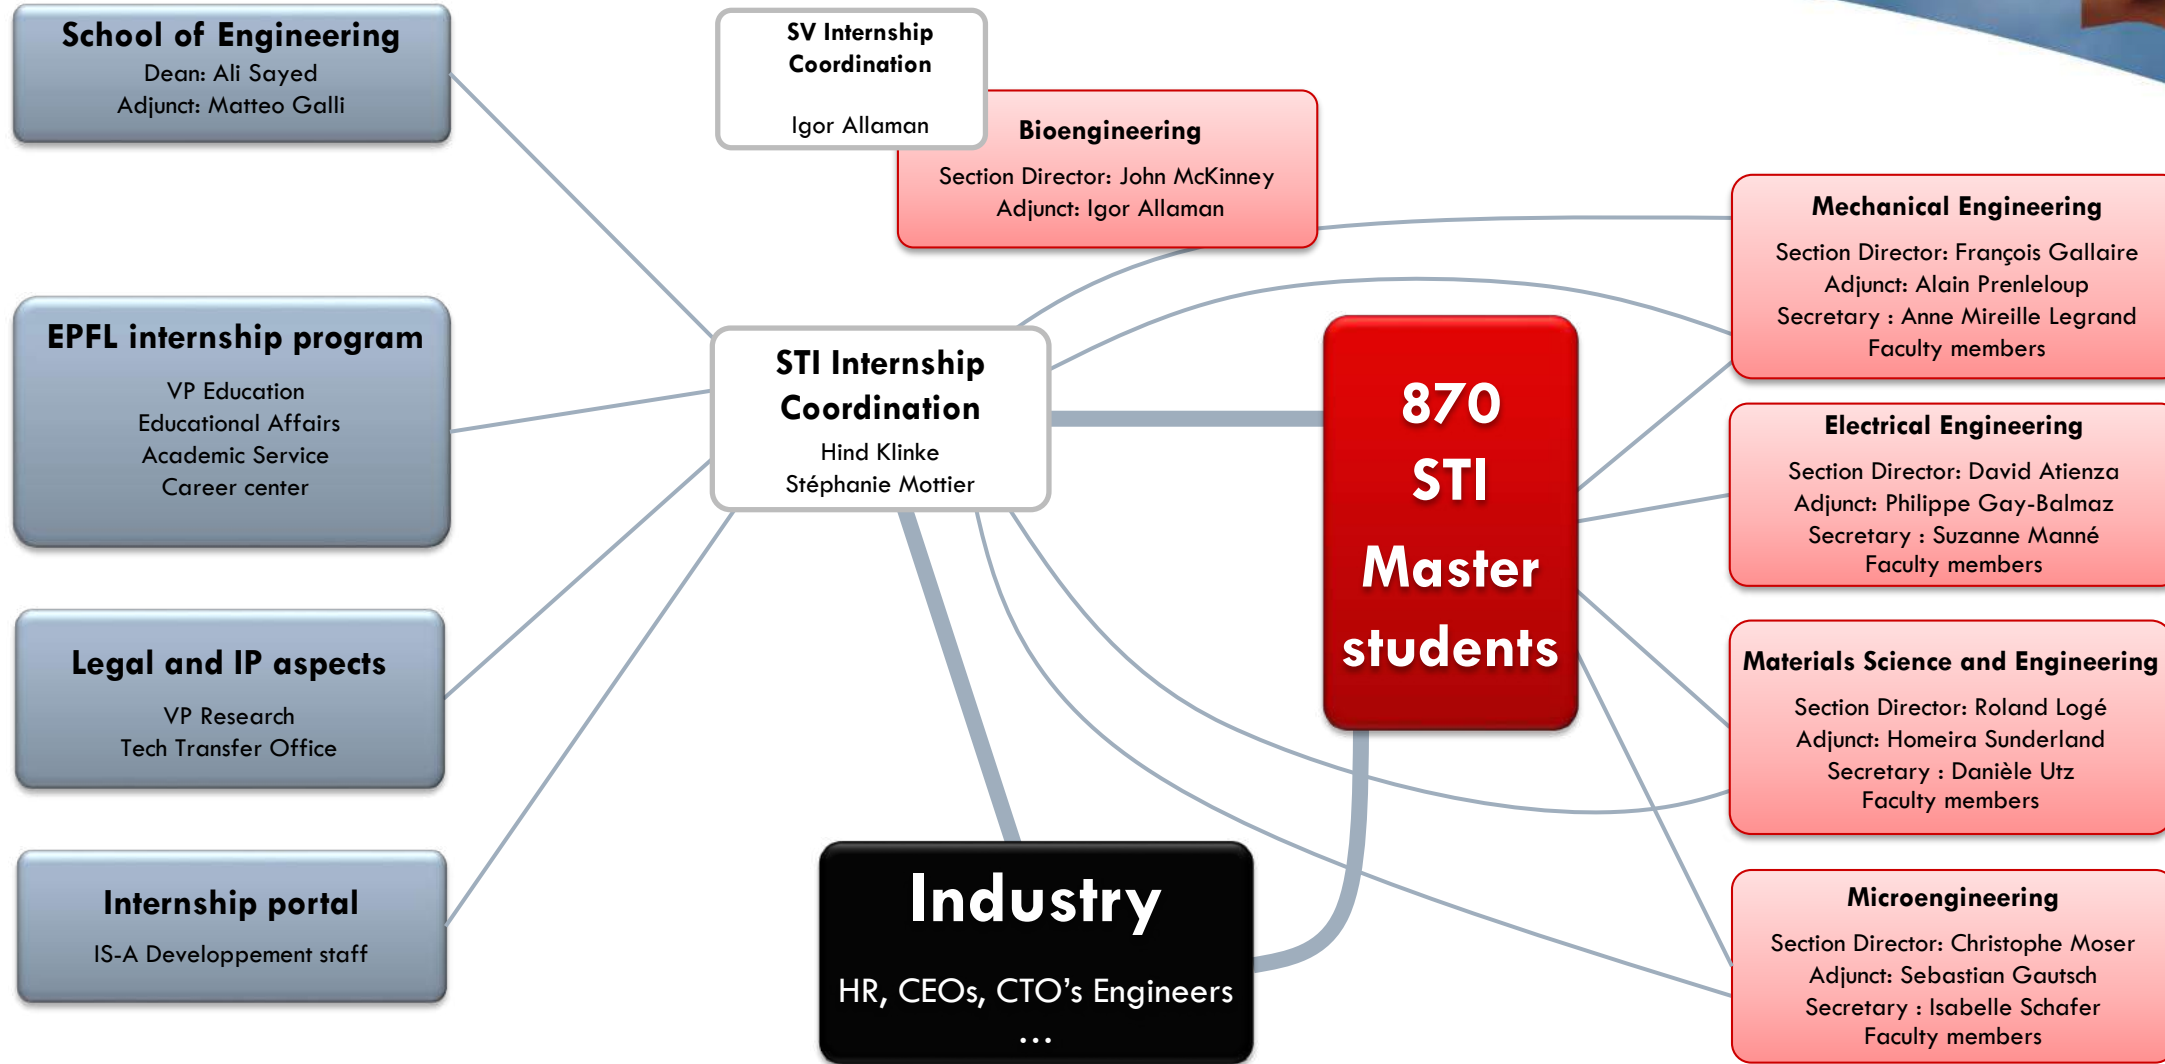 School of Engineering
Dean: Ali Sayed
Adjunct: Matteo Galli
EPFL internship program
VP Education
Educational Affairs
Academic Service
Career center
Legal and IP aspects
VP Research
Tech Transfer Office
Internship portal
IS-A Developpement staff
SV Internship
Coordination
Igor Allaman
Bioengineering
Section Director: John McKinney
Adjunct: Igor Allaman
STI Internship
Coordination
Hind Klinke
Stéphanie Mottier
870
STI
Master
students
Industry
HR, CEOs, CTO’s Engineers
...
Mechanical Engineering
Section Director: François Gallaire
Adjunct: Alain Prenleloup
Secretary : Anne Mireille Legrand
Faculty members
Electrical Engineering
Section Director: David Atienza
Adjunct: Philippe Gay-Balmaz
Secretary : Suzanne Manné
Faculty members
Materials Science and Engineering
Section Director: Roland Logé
Adjunct: Homeira Sunderland
Secretary : Danièle Utz
Faculty members
Microengineering
Section Director: Christophe Moser
Adjunct: Sebastian Gautsch
Secretary : Isabelle Schafer
Faculty members